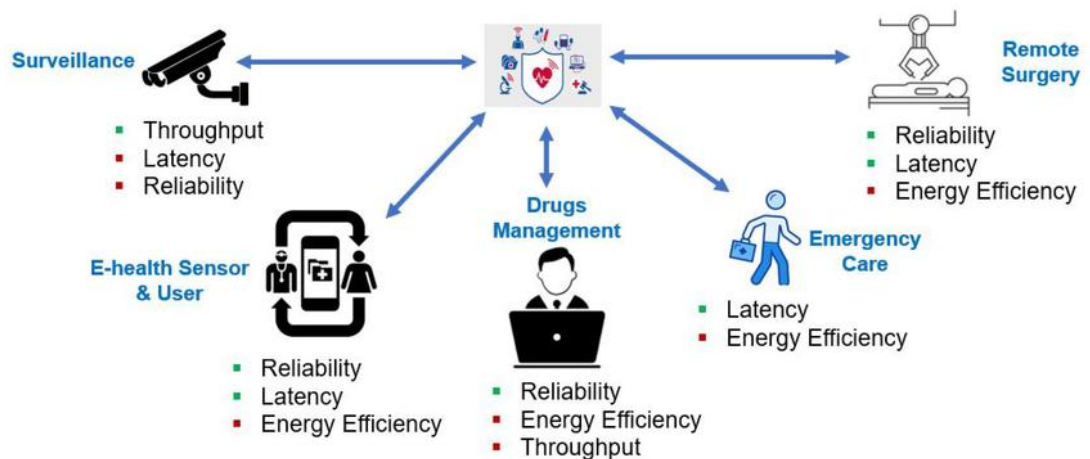 Surveillance
Throughput
Latency
Reliability
Remote
Surgery
Reliability
Latency
Energy Efficiency
E-health Sensor
& User
Reliability
Latency
Energy Efficiency
Drugs
Management
Reliability
Energy Efficiency
Throughput
Emergency
Care
Latency
Energy Efficiency